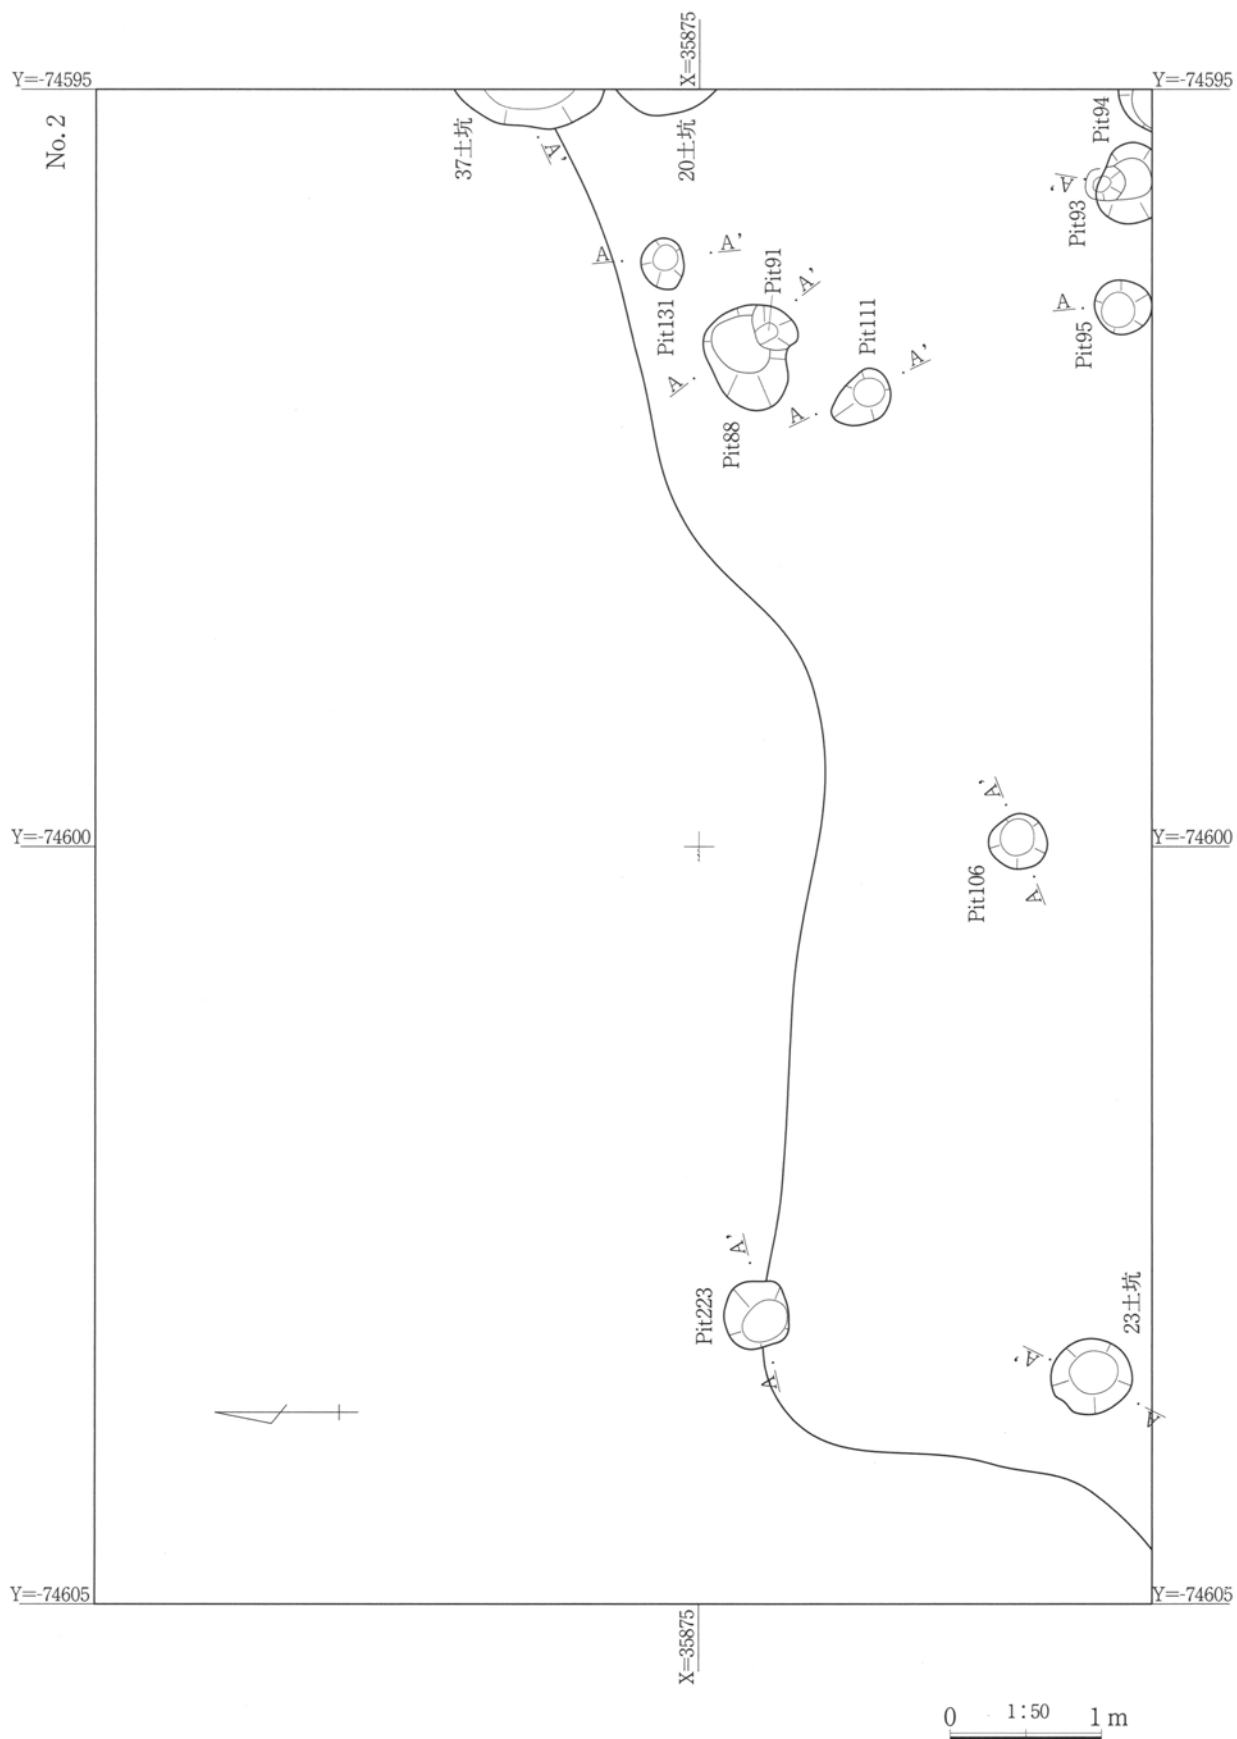 X=35875
Y=-74595
Y=-74595
No. 2
37土坑
A'
20土坑
Pit94
A'
Pit93
A
A'
Pit131
Pit91
A'
A
Pit95
Pit111
A'
A
Pit88
A
A'
Y=-74600
Y=-74600
Pit106
A
A'
Pit223
A
23土坑
A'
A
Y=-74605
Y=-74605
X=35875
0
1:50
1 m